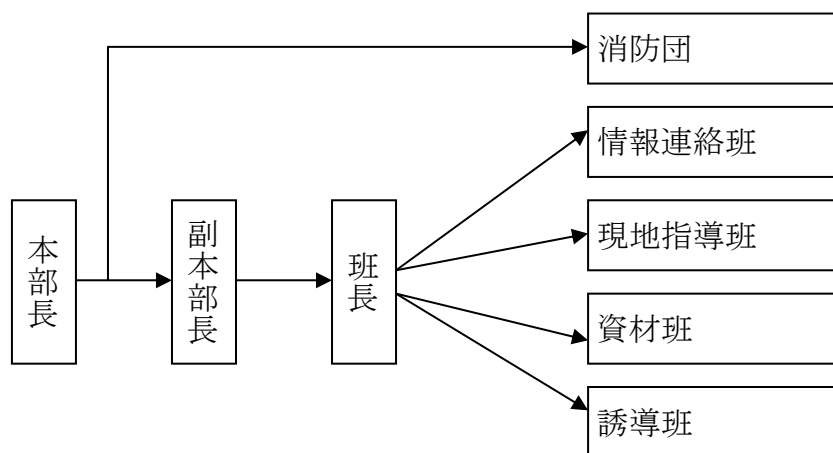 消防団
情報連絡班
本部長
副本部長
班長
現地指導班
資材班
誘導班